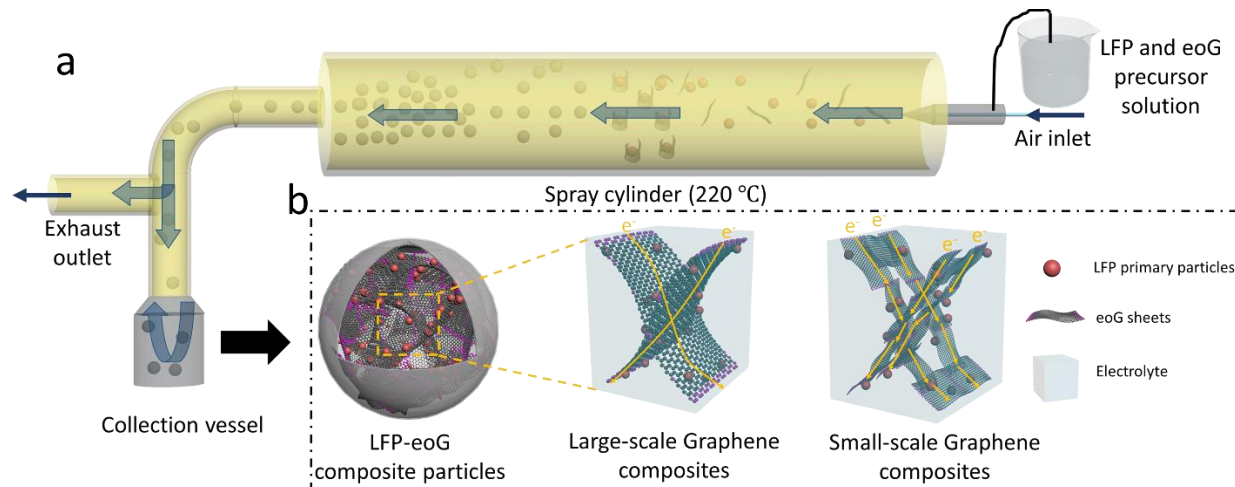 a
LFP and eoG
precursor
solution
Air inlet
Spray cylinder (220 °C)
Exhaust
outlet
Collection vessel
b
e⁻
e⁻
e⁻
e⁻
e⁻
e⁻
LFP primary particles
eoG sheets
Electrolyte
LFP-eoG
composite particles
Large-scale Graphene
composites
Small-scale Graphene
composites